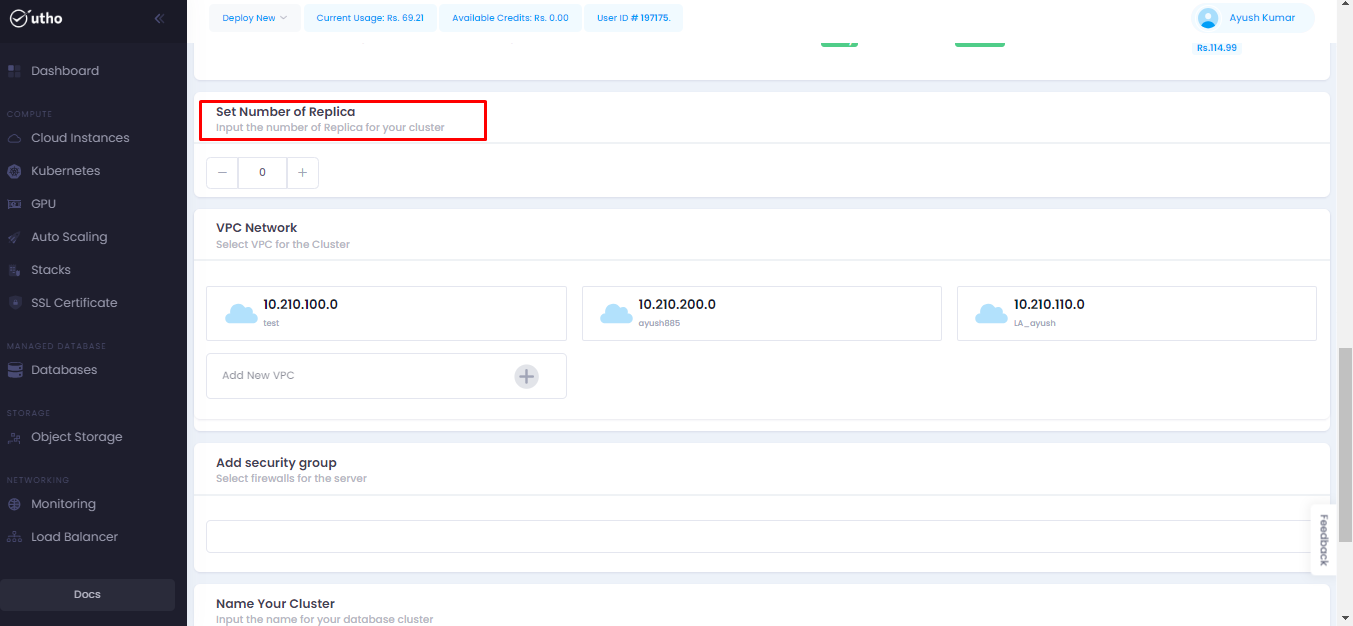 utho
Deploy New
Current Usage: Rs. 69.21
Available Credits: Rs. 0.00
User ID # 197175.
Ayush Kumar
Rs.114.99
Dashboard
COMPUTE
Cloud Instances
Kubernetes
GPU
Auto Scaling
Stacks
SSL Certificate
MANAGED DATABASE
Databases
STORAGE
Object Storage
NETWORKING
Monitoring
Load Balancer
Docs
Set Number of Replica
Input the number of Replica for your cluster
0
VPC Network
Select VPC for the Cluster
10.210.100.0
test
10.210.200.0
ayush885
10.210.110.0
LA_ayush
Add New VPC
Add security group
Select firewalls for the server
Feedback
Name Your Cluster
Input the name for your database cluster